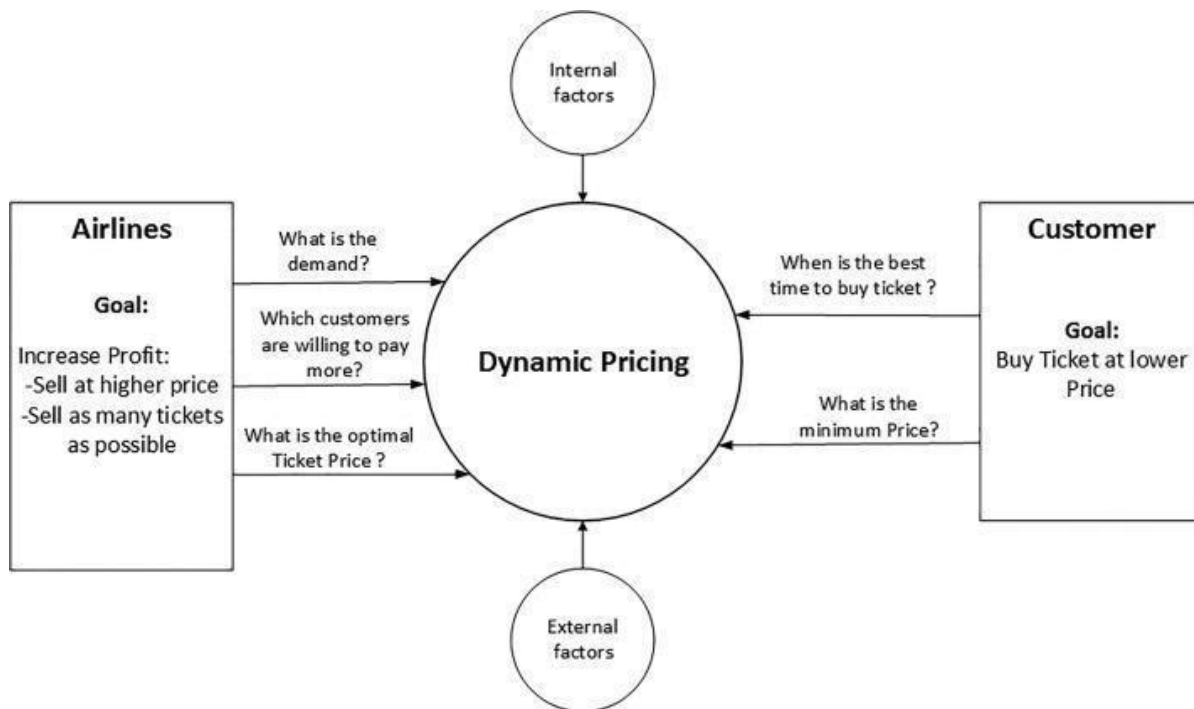 Internal
factors
Airlines
Goal:
Increase Profit:
-Sell at higher price
-Sell as many tickets
as possible
What is the
demand?
Which customers
are willing to pay
more?
What is the optimal
Ticket Price ?
Dynamic Pricing
When is the best
time to buy ticket ?
What is the
minimum Price?
Customer
Goal:
Buy Ticket at lower
Price
External
factors